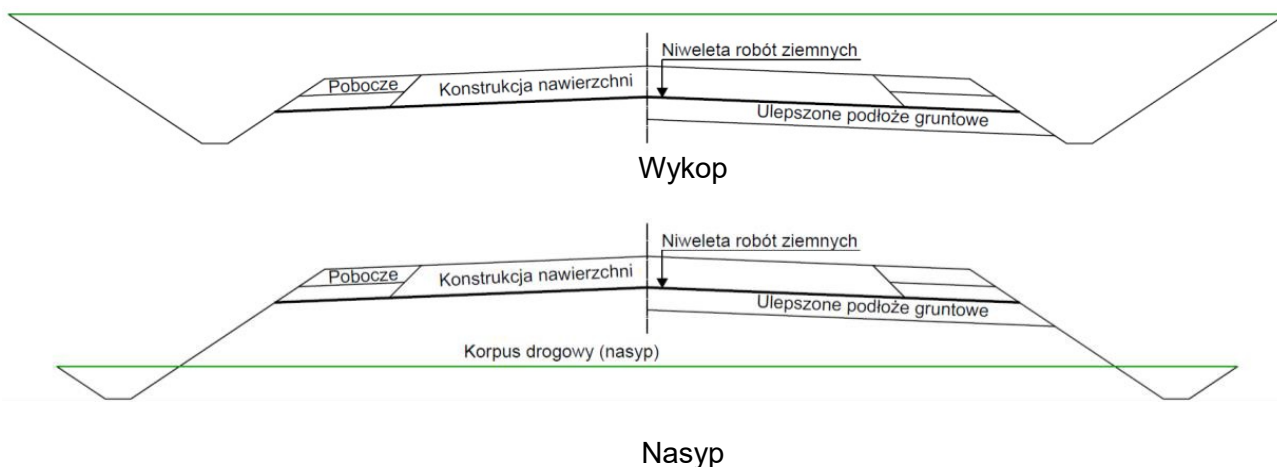 Niweleta robót ziemnych
Pobocze
Konstrukcja nawierzchni
Ulepszone podłoże gruntowe
Wykop
Niweleta robót ziemnych
Pobocze
Konstrukcja nawierzchni
Ulepszone podłoże gruntowe
Korpus drogowy (nasyp)
Nasyp